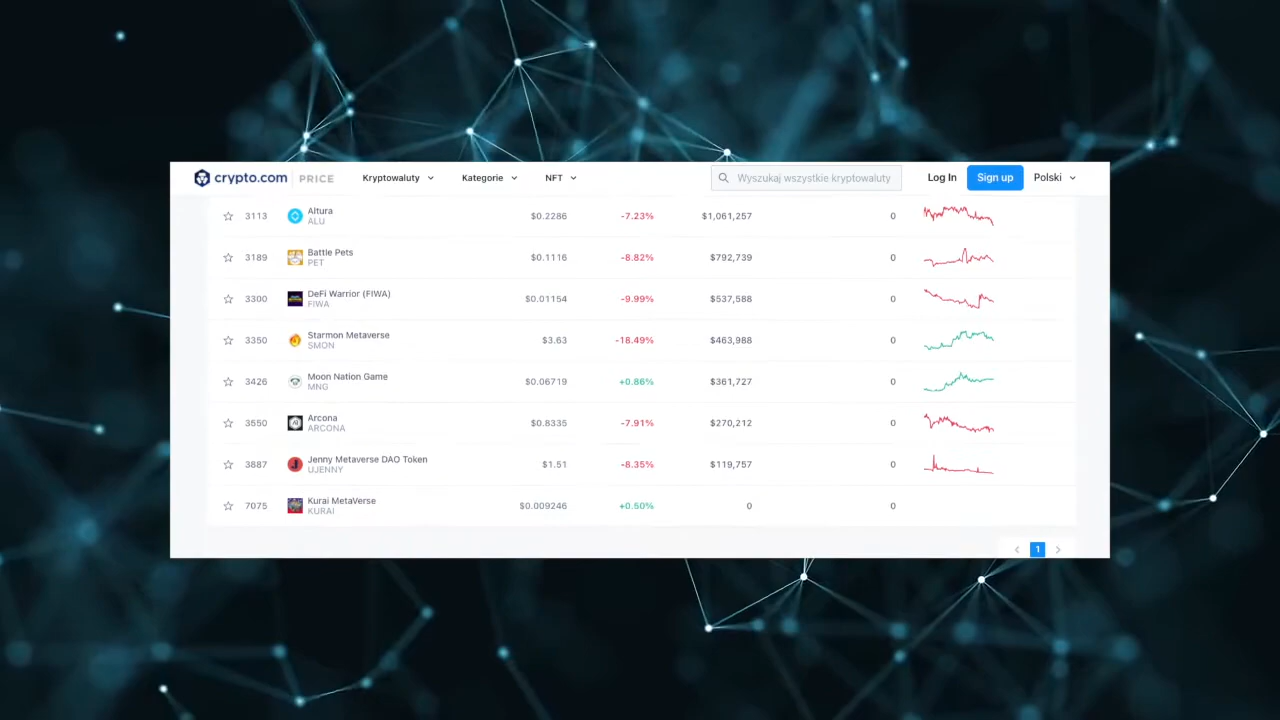 crypto.com PRICE Kryptowaluty Kategorie NFT Wyszukaj wszystkie kryptowaluty Log In Sign up Polski
3113 Altura $0.2286 -7.23% $1,061,257 0
ALU
3189 Battle Pets $0.1116 -8.82% $792,739 0
PET
3300 DeFi Warrior (FIWA) $0.01154 -9.99% $537,588 0
FIWA
3350 Starmon Metaverse $3.63 -18.49% $463,988 0
SMON
3426 Moon Nation Game $0.06719 +0.86% $361,727 0
MNG
3550 Arcona $0.8335 -7.91% $270,212 0
ARCONA
3887 Jenny Metaverse DAO Token $1.51 -8.35% $119,757 0
UJENNY
7075 Kurai MetaVerse $0.009246 +0.50% 0 0
KURAI
1